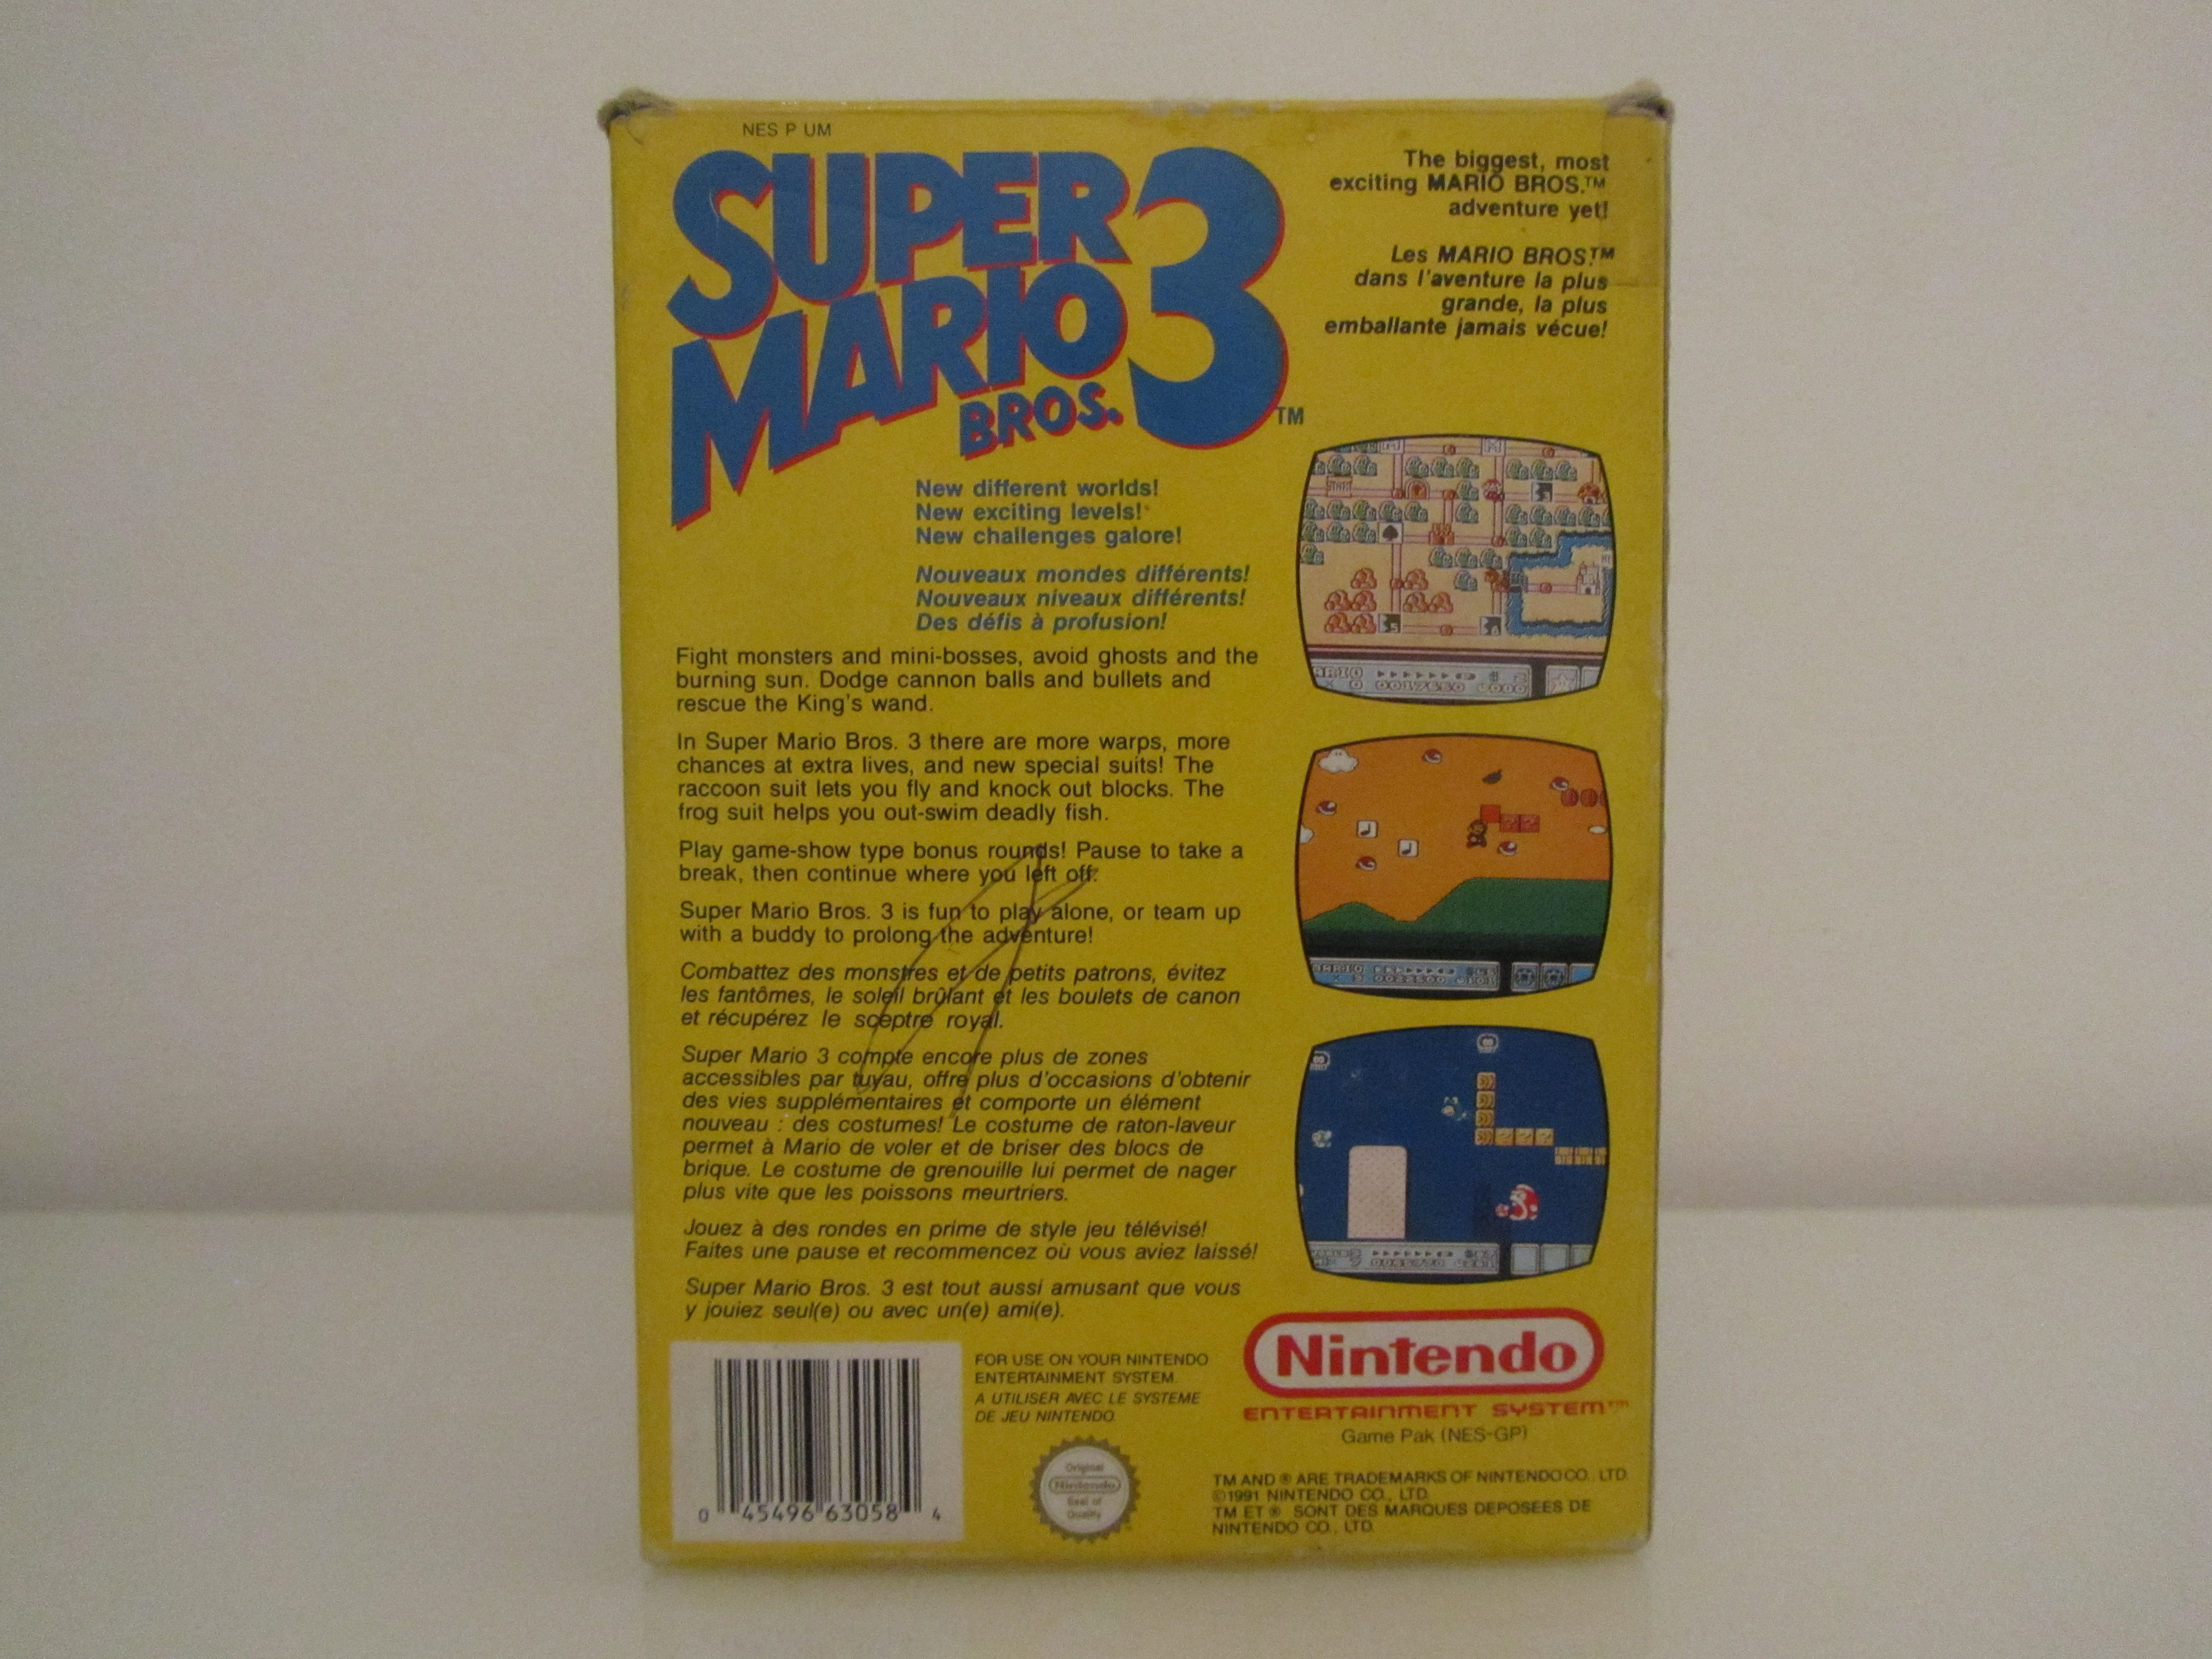 NES P UM
SUPER
MARIO
BROS. 3 TM
The biggest, most
exciting MARIO BROS.™
adventure yet!
Les MARIO BROS.™
dans l'aventure la plus
grande, la plus
emballante jamais vécue!
New different worlds!
New exciting levels!
New challenges galore!
Nouveaux mondes différents!
Nouveaux niveaux différents!
Des défis à profusion!
Fight monsters and mini-bosses, avoid ghosts and the
burning sun. Dodge cannon balls and bullets and
rescue the King's wand.
In Super Mario Bros. 3 there are more warps, more
chances at extra lives, and new special suits! The
raccoon suit lets you fly and knock out blocks. The
frog suit helps you out-swim deadly fish.
Play game-show type bonus rounds! Pause to take a
break, then continue where you left off.
Super Mario Bros. 3 is fun to play alone, or team up
with a buddy to prolong the adventure!
Combattez des monstres et de petits patrons, évitez
les fantômes, le soleil brûlant et les boulets de canon
et récupérez le sceptre royal.
Super Mario 3 compte encore plus de zones
accessibles par tuyau, offre plus d'occasions d'obtenir
des vies supplémentaires et comporte un élément
nouveau : des costumes! Le costume de raton-laveur
permet à Mario de voler et de briser des blocs de
brique. Le costume de grenouille lui permet de nager
plus vite que les poissons meurtriers.
Jouez à des rondes en prime de style jeu télévisé!
Faites une pause et recommencez où vous aviez laissé!
Super Mario Bros. 3 est tout aussi amusant que vous
y jouiez seul(e) ou avec un(e) ami(e).
START
0 45496 63058 4
FOR USE ON YOUR NINTENDO
ENTERTAINMENT SYSTEM.
A UTILISER AVEC LE SYSTEME
DE JEU NINTENDO.
Original
Nintendo
Seal of
Quality
Nintendo
ENTERTAINMENT SYSTEM™
Game Pak (NES-GP)
TM AND ® ARE TRADEMARKS OF NINTENDO CO., LTD.
©1991 NINTENDO CO., LTD.
TM ET ® SONT DES MARQUES DEPOSEES DE
NINTENDO CO., LTD.